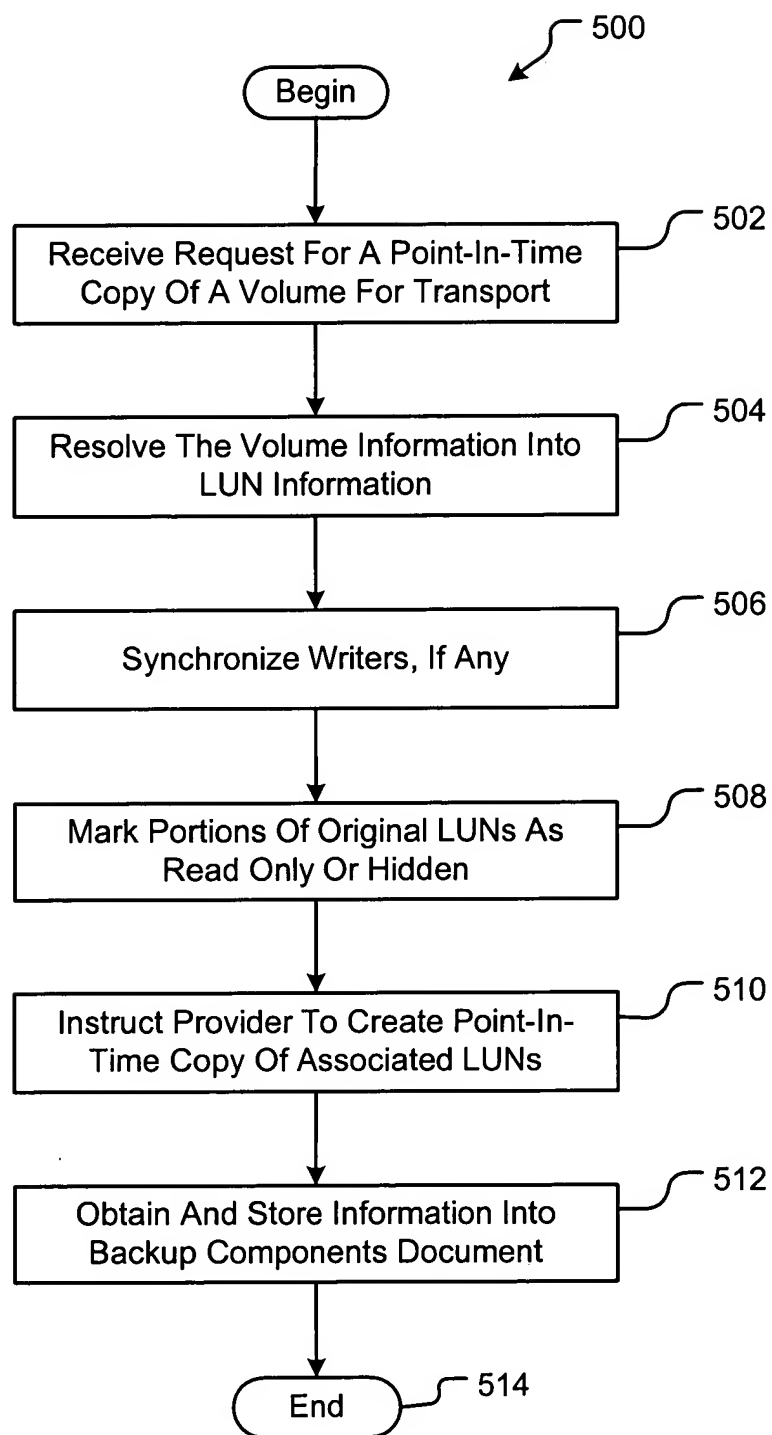 500
Begin
502
Receive Request For A Point-In-Time
Copy Of A Volume For Transport
504
Resolve The Volume Information Into
LUN Information
506
Synchronize Writers, If Any
508
Mark Portions Of Original LUNs As
Read Only Or Hidden
510
Instruct Provider To Create Point-In-
Time Copy Of Associated LUNs
512
Obtain And Store Information Into
Backup Components Document
514
End